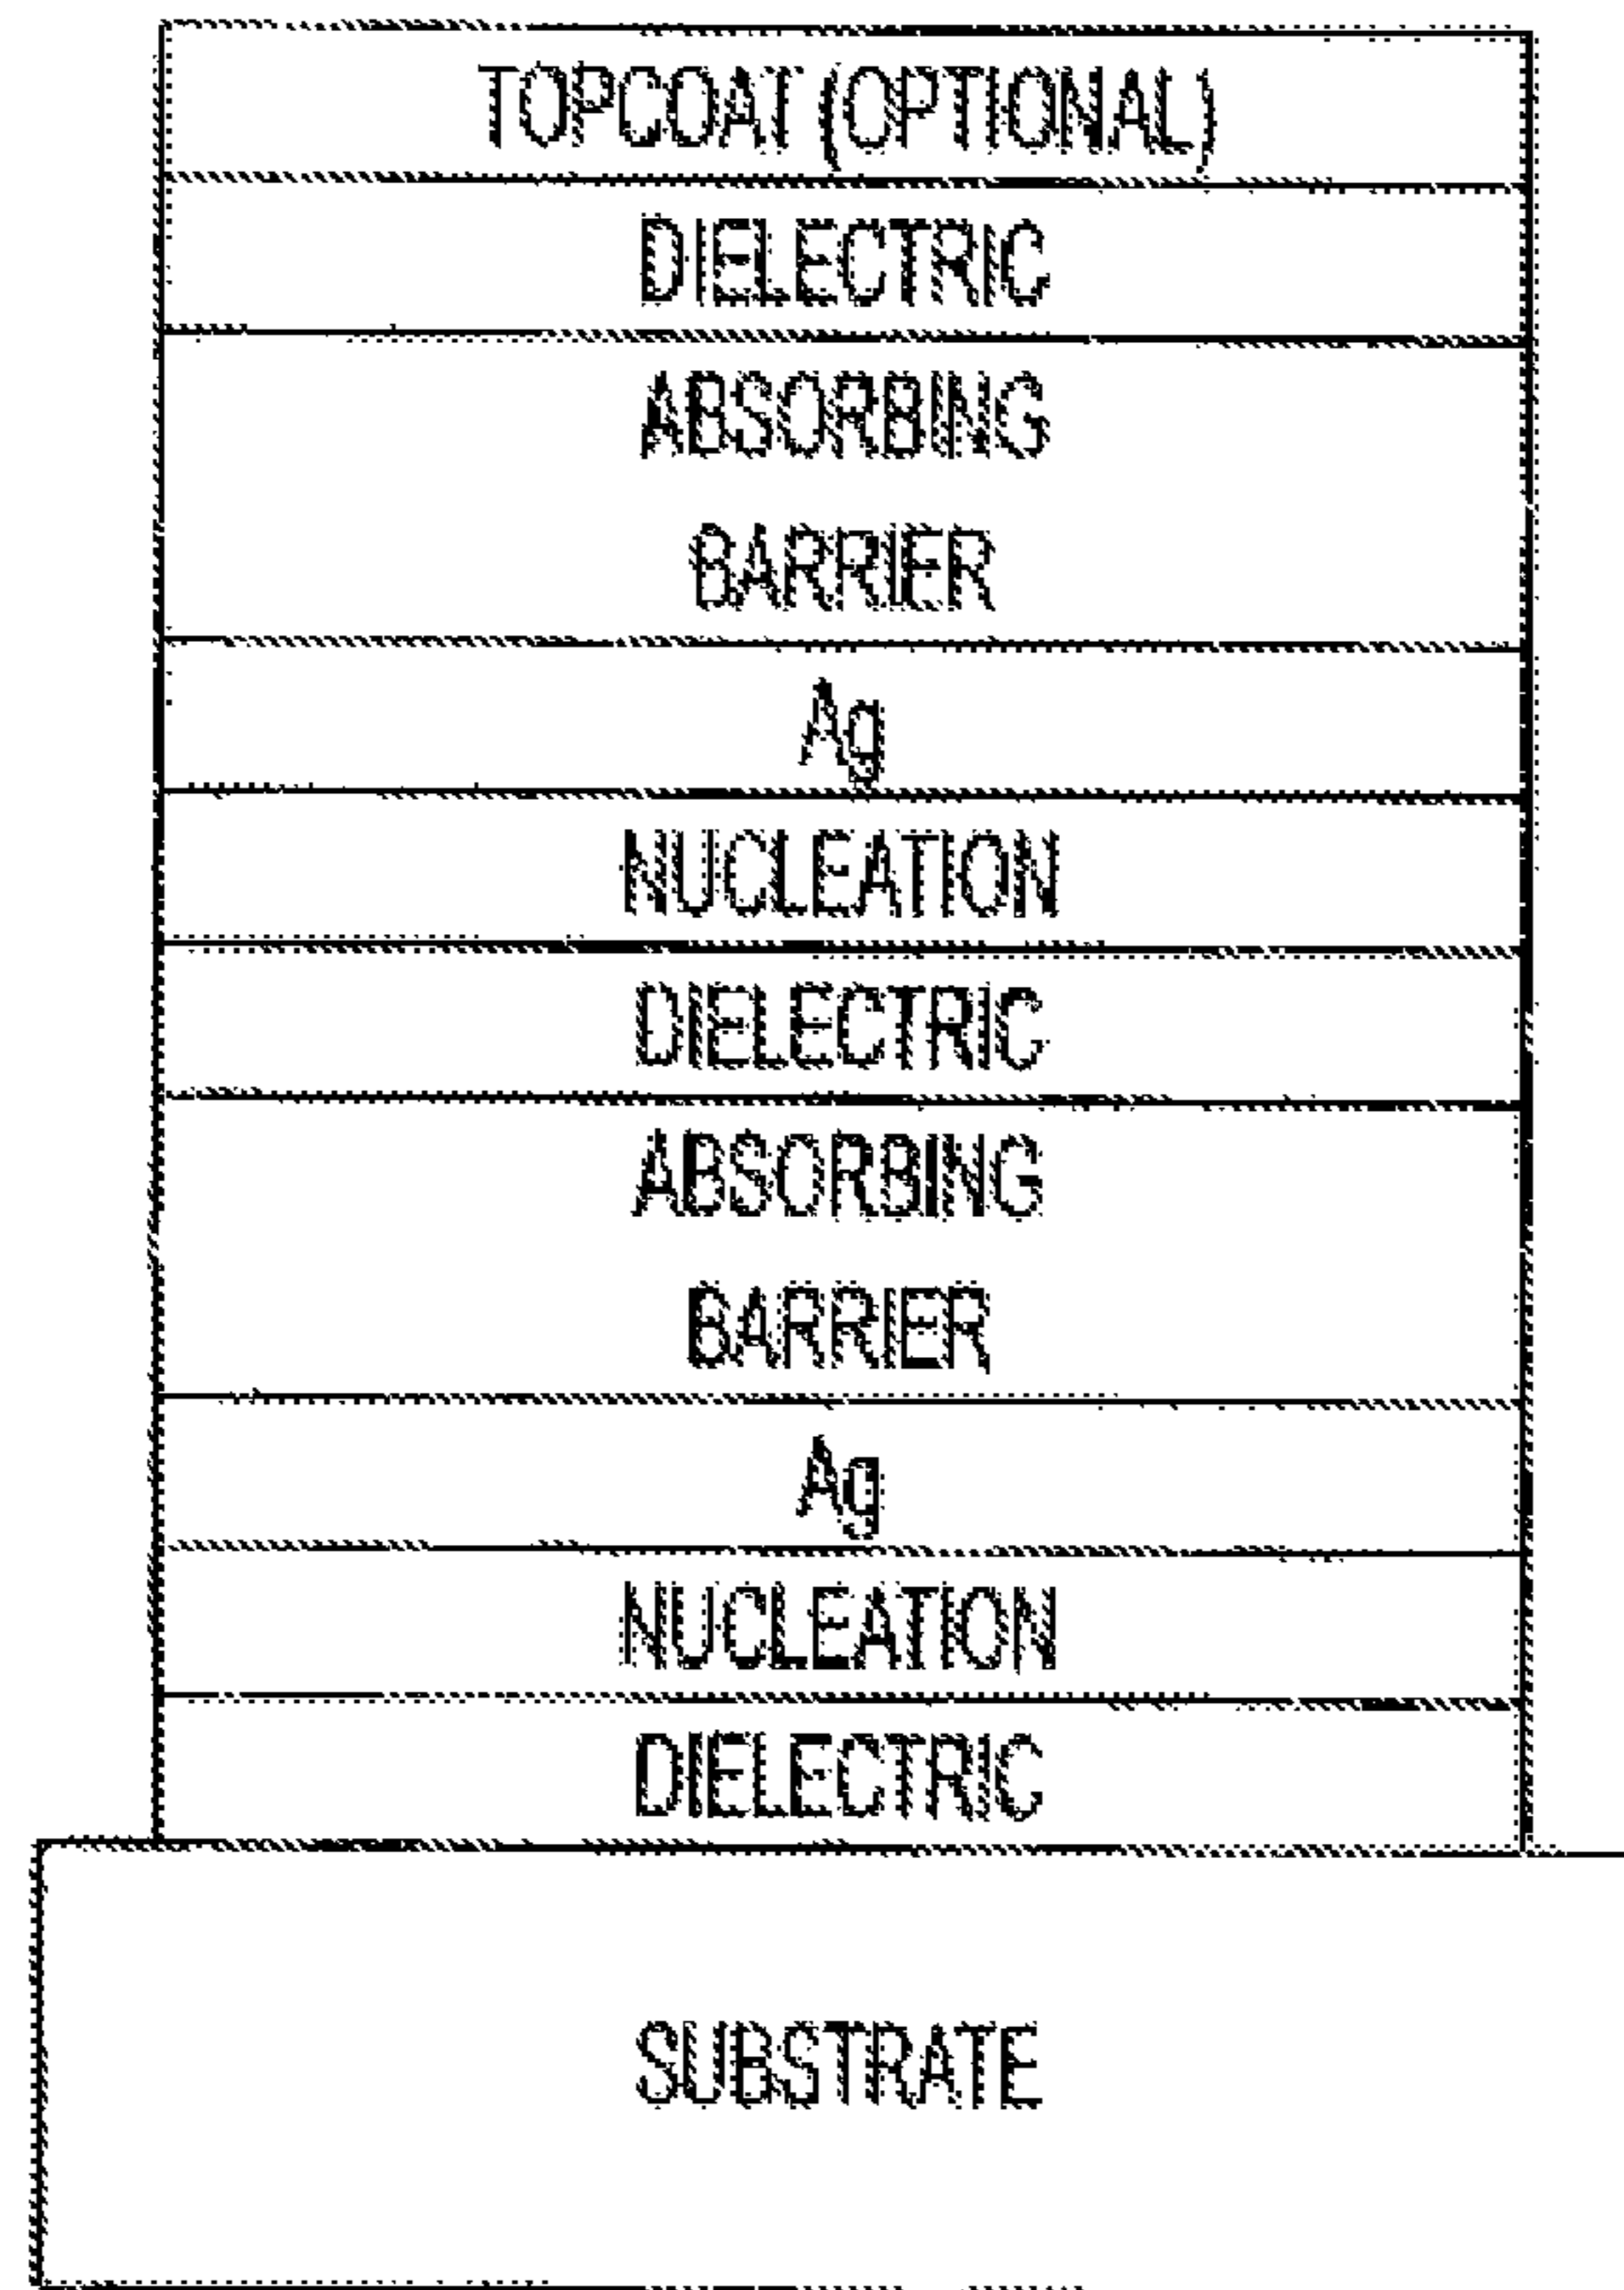 TOPCOAT (OPTIONAL)
DIELECTRIC
ABSORBING
BARRIER
Ag
NUCLEATION
DIELECTRIC
ABSORBING
BARRIER
Ag
NUCLEATION
DIELECTRIC
SUBSTRATE